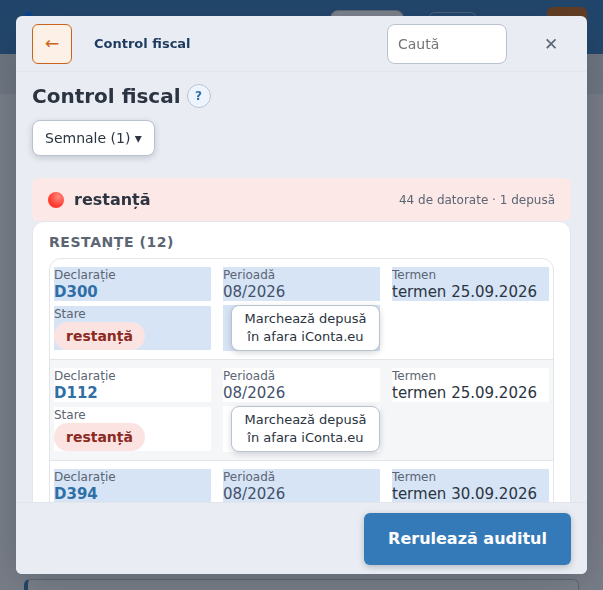 ←
Control fiscal
Caută
✕
Control fiscal
?
Semnale (1) ▾
restanță
44 de datorate · 1 depusă
RESTANȚE (12)
Declarație
Perioadă
Termen
D300
08/2026
termen 25.09.2026
Stare
restanță
Marchează depusă
în afara iConta.eu
Declarație
Perioadă
Termen
D112
08/2026
termen 25.09.2026
Stare
restanță
Marchează depusă
în afara iConta.eu
Declarație
Perioadă
Termen
D394
08/2026
termen 30.09.2026
Rerulează auditul